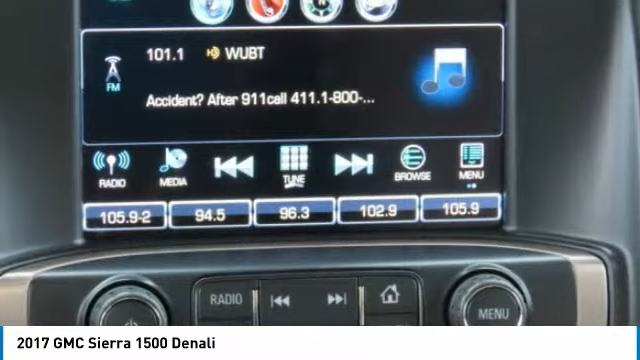 101.1 WUBT
FM
Accident? After 911call 411.1-800-...
RADIO MEDIA TUNE BROWSE MENU
105.9-2 94.5 96.3 102.9 105.9
RADIO MENU
2017 GMC Sierra 1500 Denali